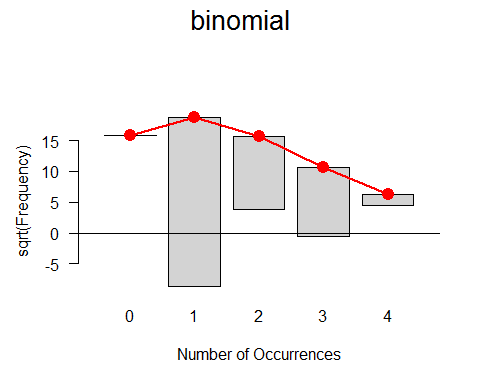 binomial
sqrt(Frequency)
15
10
5
0
-5
0 1 2 3 4
Number of Occurrences